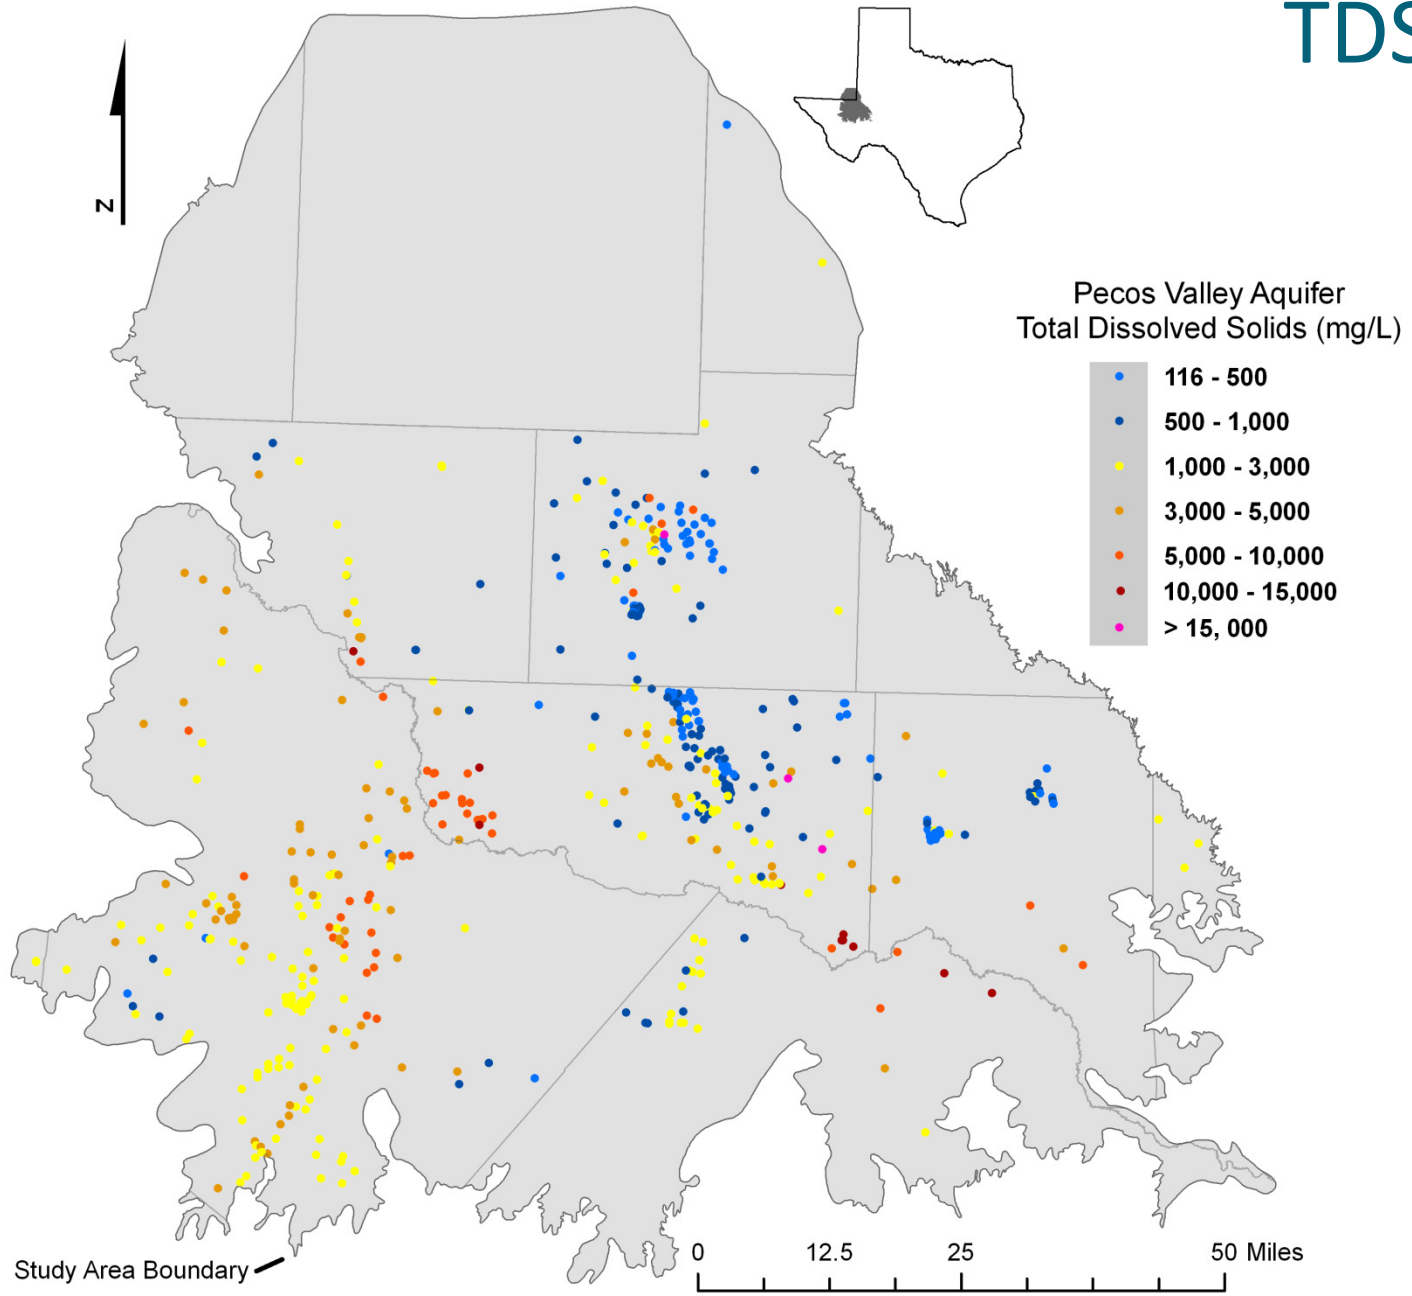 TDS
N
Pecos Valley Aquifer
Total Dissolved Solids (mg/L)
116 - 500
500 - 1,000
1,000 - 3,000
3,000 - 5,000
5,000 - 10,000
10,000 - 15,000
> 15, 000
0 12.5 25 50 Miles
Study Area Boundary